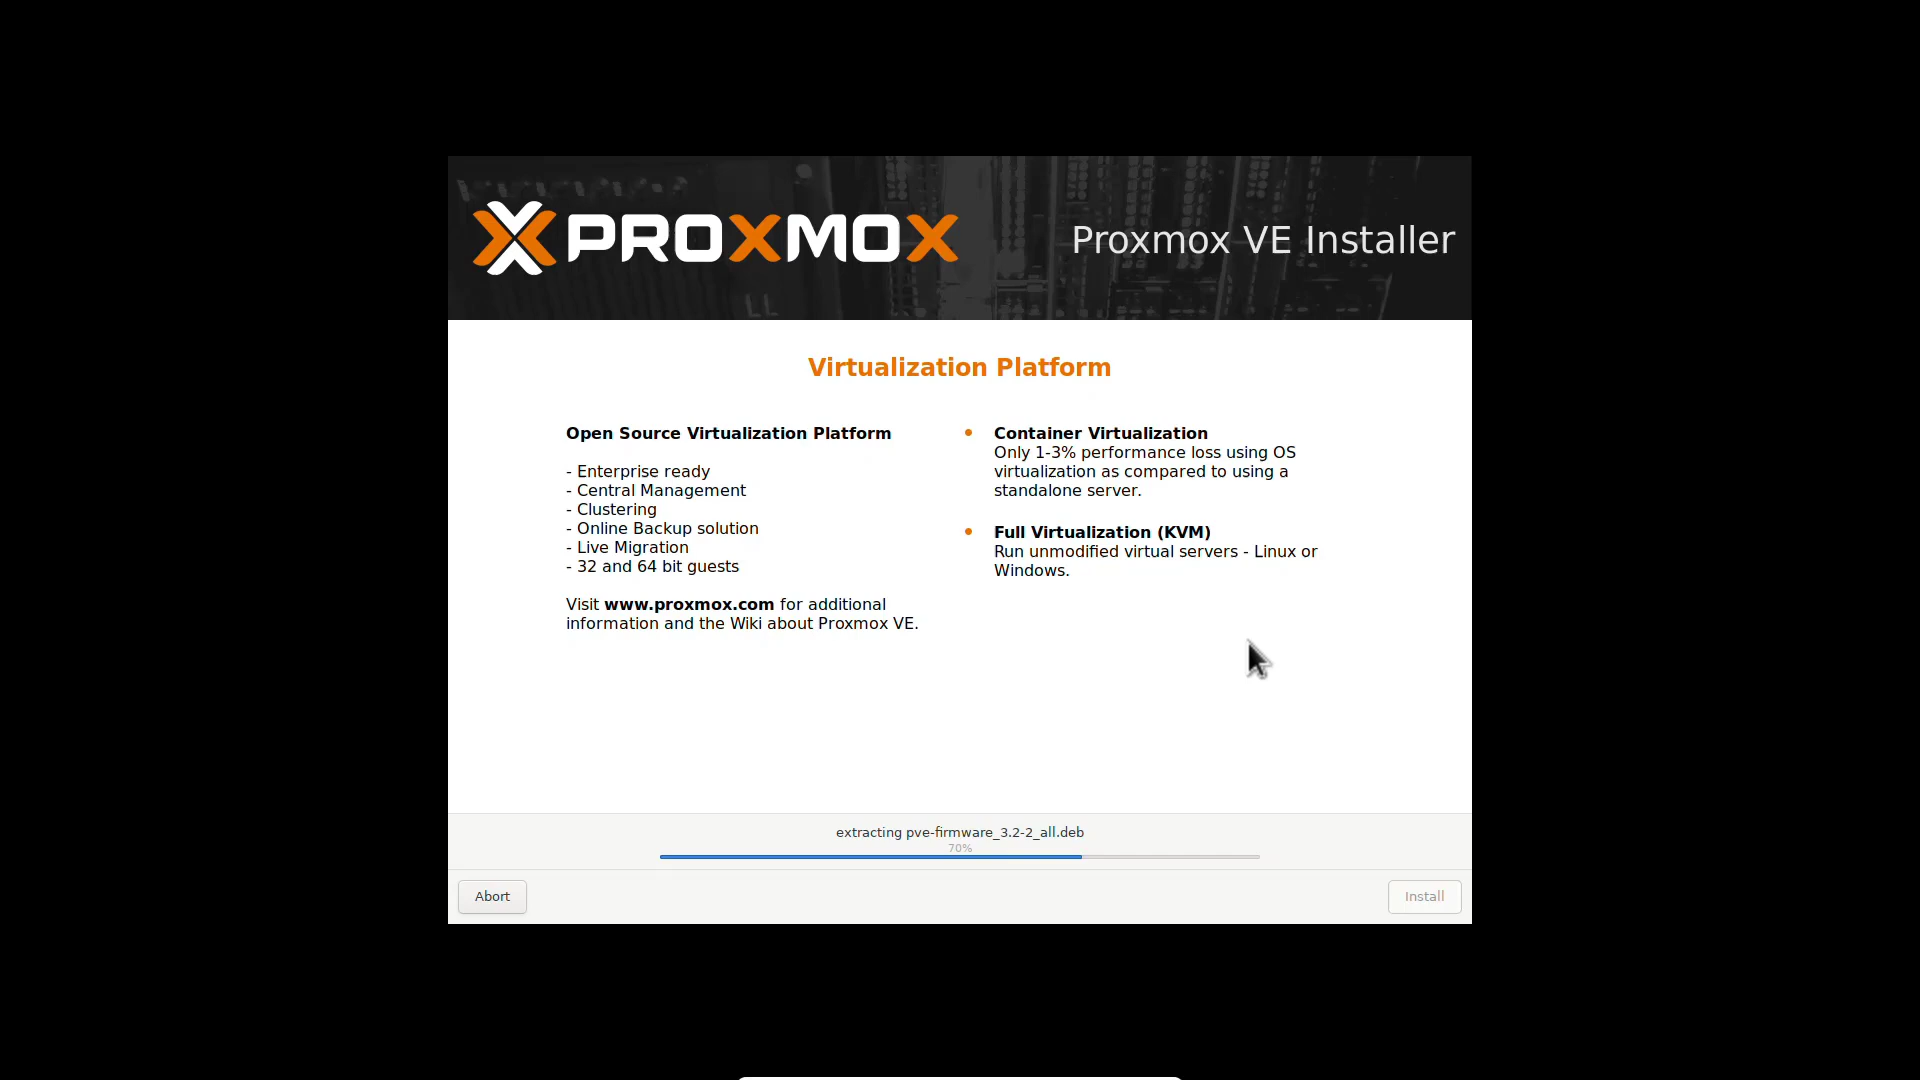 PROXMOX
Proxmox VE Installer
Virtualization Platform
Open Source Virtualization Platform
- Enterprise ready
- Central Management
- Clustering
- Online Backup solution
- Live Migration
- 32 and 64 bit guests
Visit www.proxmox.com for additional
information and the Wiki about Proxmox VE.
Container Virtualization
Only 1-3% performance loss using OS
virtualization as compared to using a
standalone server.
Full Virtualization (KVM)
Run unmodified virtual servers - Linux or
Windows.
extracting pve-firmware_3.2-2_all.deb
70%
Abort
Install